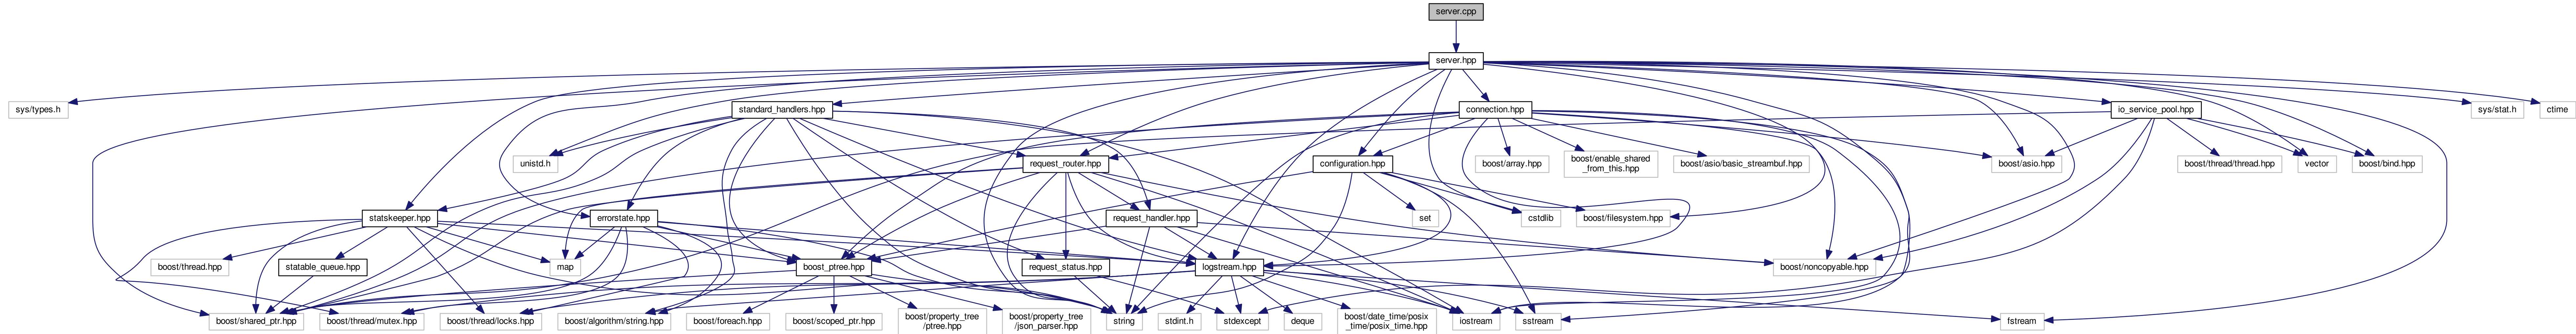 server.cpp
server.hpp
sys/types.h
standard_handlers.hpp
connection.hpp
io_service_pool.hpp
sys/stat.h
ctime
unistd.h
request_router.hpp
configuration.hpp
boost/array.hpp
boost/enable_shared
_from_this.hpp
boost/asio/basic_streambuf.hpp
boost/asio.hpp
boost/thread/thread.hpp
vector
boost/bind.hpp
statskeeper.hpp
errorstate.hpp
request_handler.hpp
set
cstdlib
boost/filesystem.hpp
boost/thread.hpp
statable_queue.hpp
map
boost_ptree.hpp
request_status.hpp
logstream.hpp
boost/noncopyable.hpp
boost/shared_ptr.hpp
boost/thread/mutex.hpp
boost/thread/locks.hpp
boost/algorithm/string.hpp
boost/foreach.hpp
boost/scoped_ptr.hpp
boost/property_tree
/ptree.hpp
boost/property_tree
/json_parser.hpp
string
stdint.h
stdexcept
deque
boost/date_time/posix
_time/posix_time.hpp
iostream
sstream
fstream